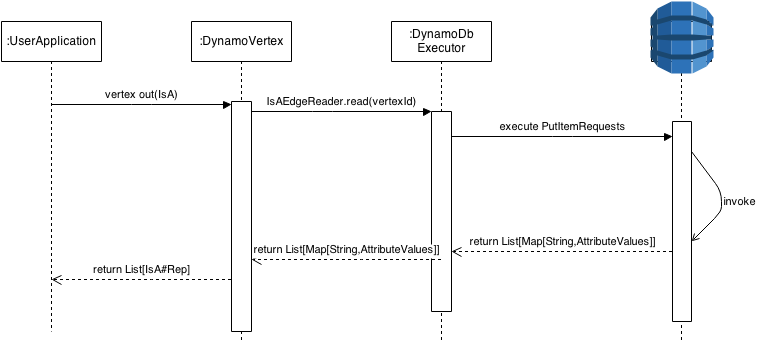 :UserApplication
:DynamoVertex
:DynamoDb
Executor
vertex out(IsA)
IsAEdgeReader.read(vertexId)
execute PutItemRequests
invoke
return List[Map[String,AttributeValues]]
return List[Map[String,AttributeValues]]
return List[IsA#Rep]